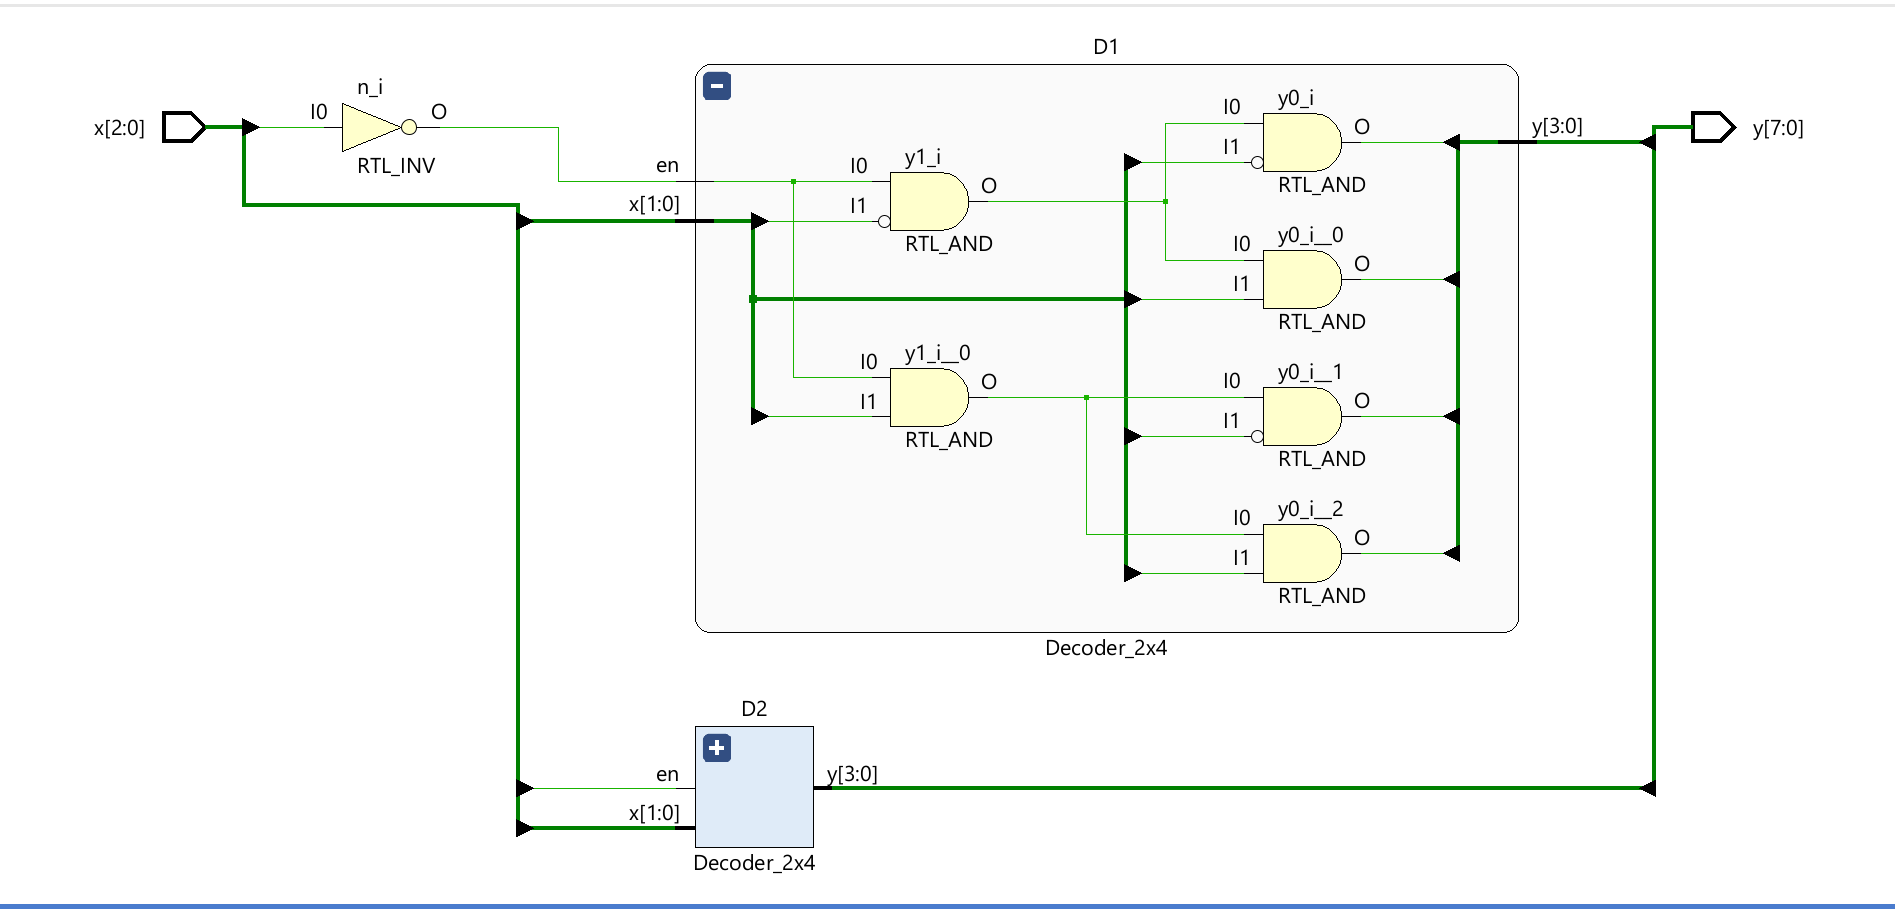 D1
n_i
x[2:0]
I0
O
RTL_INV
en
x[1:0]
y1_i
I0
I1
O
RTL_AND
y1_i__0
I0
I1
O
RTL_AND
y0_i
I0
I1
O
RTL_AND
y0_i__0
I0
I1
O
RTL_AND
y0_i__1
I0
I1
O
RTL_AND
y0_i__2
I0
I1
O
RTL_AND
y[3:0]
y[7:0]
Decoder_2x4
D2
en
x[1:0]
y[3:0]
Decoder_2x4